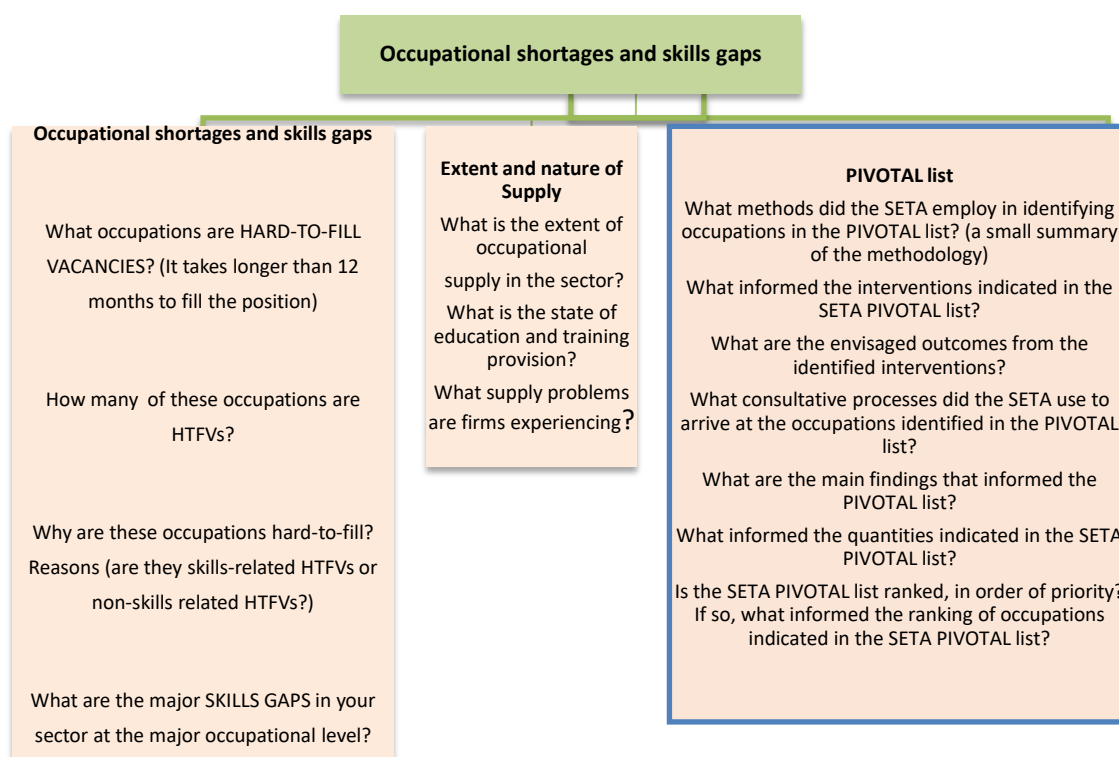 Occupational shortages and skills gaps
Occupational shortages and skills gaps
What occupations are HARD-TO-FILL
VACANCIES? (It takes longer than 12
months to fill the position)
How many of these occupations are
HTFVs?
Why are these occupations hard-to-fill?
Reasons (are they skills-related HTFVs or
non-skills related HTFVs?)
What are the major SKILLS GAPS in your
sector at the major occupational level?
Extent and nature of
Supply
What is the extent of
occupational
supply in the sector?
What is the state of
education and training
provision?
What supply problems
are firms experiencing?
PIVOTAL list
What methods did the SETA employ in identifying
occupations in the PIVOTAL list? (a small summary
of the methodology)
What informed the interventions indicated in the
SETA PIVOTAL list?
What are the envisaged outcomes from the
identified interventions?
What consultative processes did the SETA use to
arrive at the occupations identified in the PIVOTAL
list?
What are the main findings that informed the
PIVOTAL list?
What informed the quantities indicated in the SETA
PIVOTAL list?
Is the SETA PIVOTAL list ranked, in order of priority?
If so, what informed the ranking of occupations
indicated in the SETA PIVOTAL list?